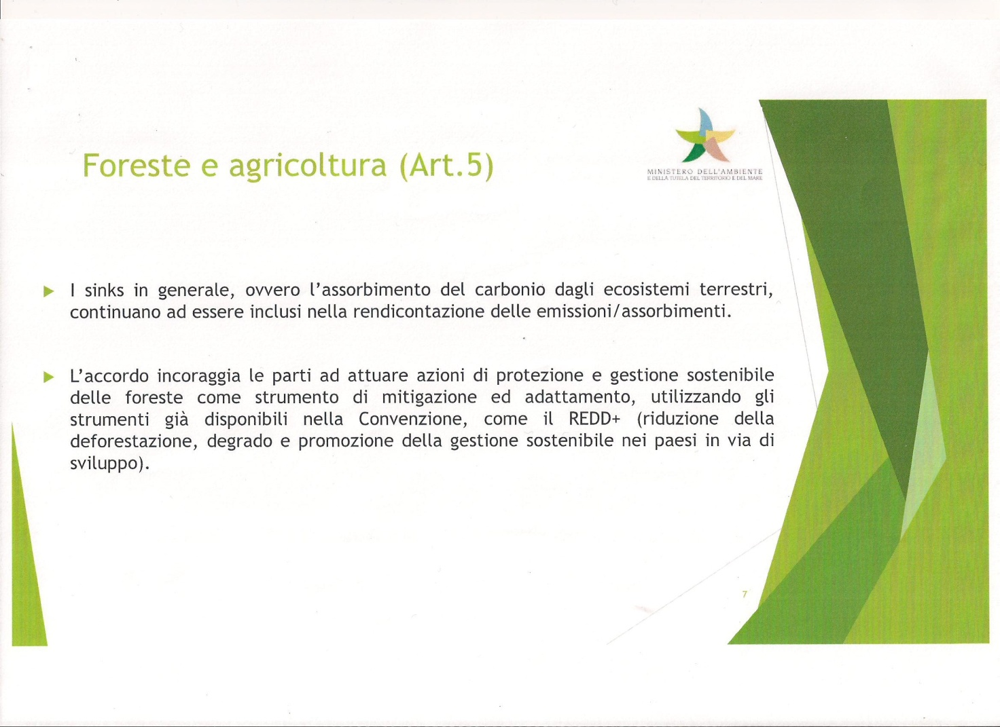 Foreste e agricoltura (Art.5)
MINISTERO DELL'AMBIENTE
E DELLA TUTELA DEL TERRITORIO E DEL MARE
I sinks in generale, ovvero l'assorbimento del carbonio dagli ecosistemi terrestri,
continuano ad essere inclusi nella rendicontazione delle emissioni/assorbimenti.
L'accordo incoraggia le parti ad attuare azioni di protezione e gestione sostenibile
delle foreste come strumento di mitigazione ed adattamento, utilizzando gli
strumenti già disponibili nella Convenzione, come il REDD+ (riduzione della
deforestazione, degrado e promozione della gestione sostenibile nei paesi in via di
sviluppo).
7